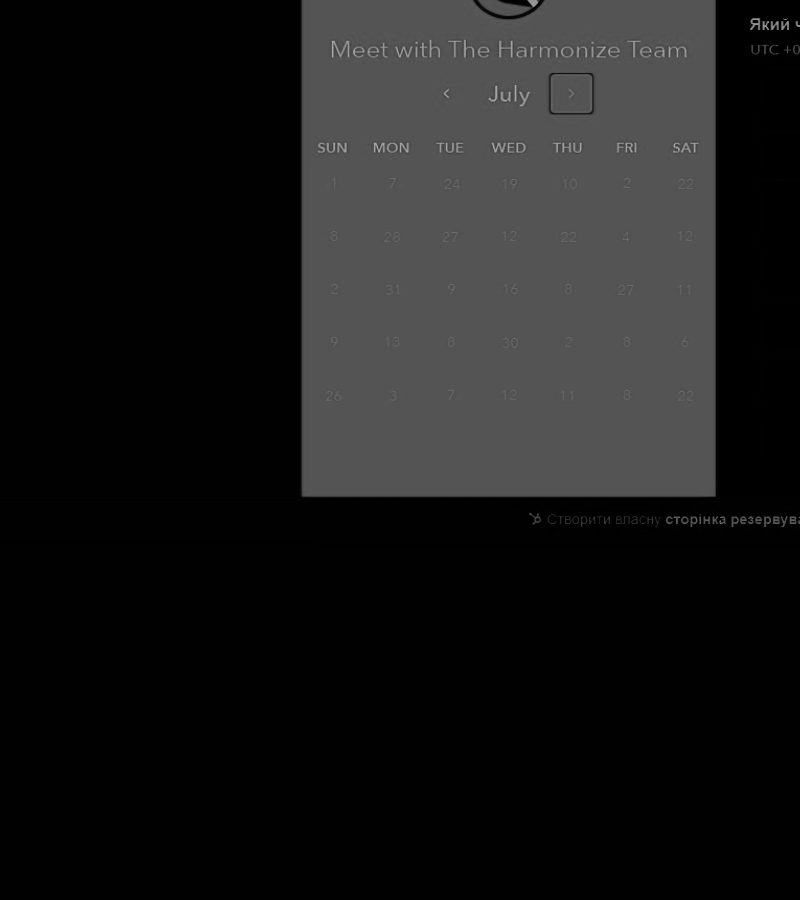 Який
UTC +0
Meet with The Harmonize Team
July
SUN MON TUE WED THU FRI SAT
1 7 24 19 10 2 22
8 28 27 12 22 4 12
2 31 9 16 8 27 11
9 13 8 30 2 8 6
26 3 7 12 11 8 22
Створити власну сторінка резервува